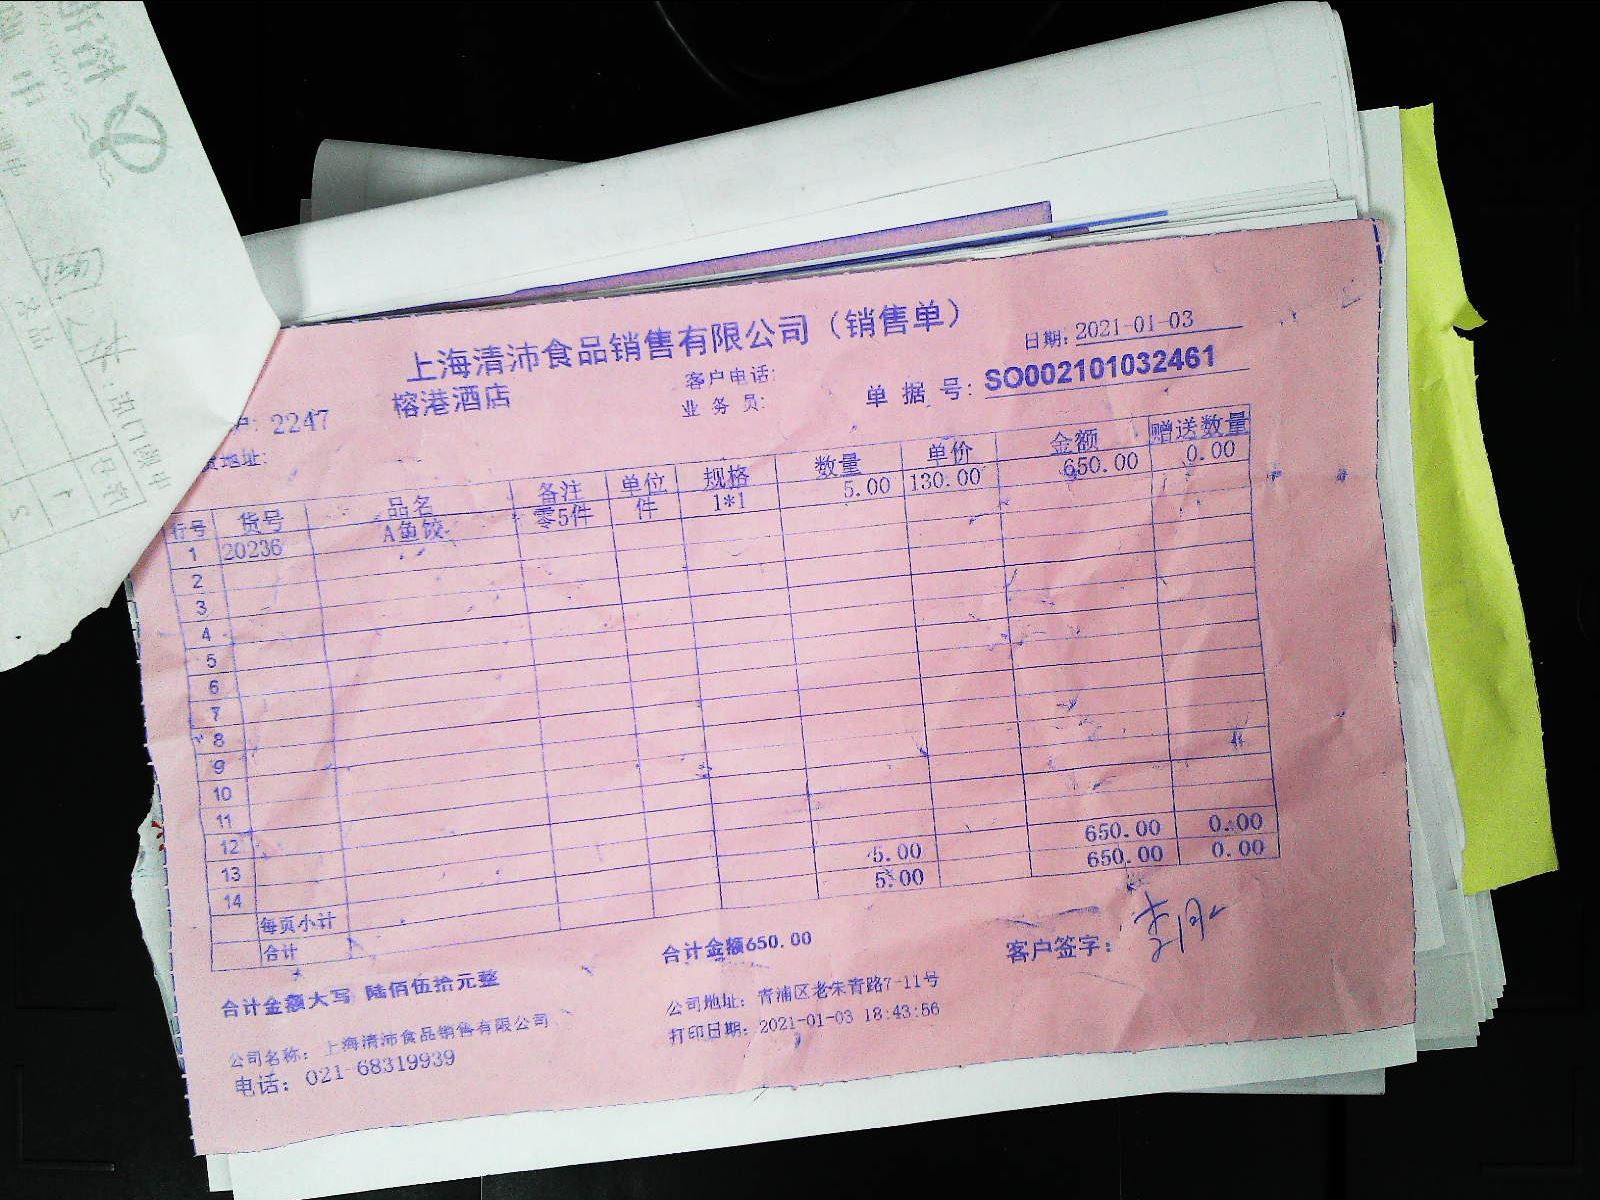 上海清沛食品销售有限公司（销售单）
日期: 2021-01-03
户: 2247 榕港酒店
客户电话:
业 务 员:
单 据 号: SO002101032461
地址:
行号 货号 品名 备注 单位 规格 数量 单价 金额 赠送数量
1 20236 A鱼饺 零5件 件 1*1 5.00 130.00 650.00 0.00
2
3
4
5
6
7
8
9
10
11
12
13
14
每页小计 5.00 650.00 0.00
合计 5.00 650.00 0.00
合计金额大写 陆佰伍拾元整 合计金额650.00 客户签字:
公司名称: 上海清沛食品销售有限公司 公司地址: 青浦区老朱青路7-11号
电话: 021-68319939 打印日期: 2021-01-03 18:43:56